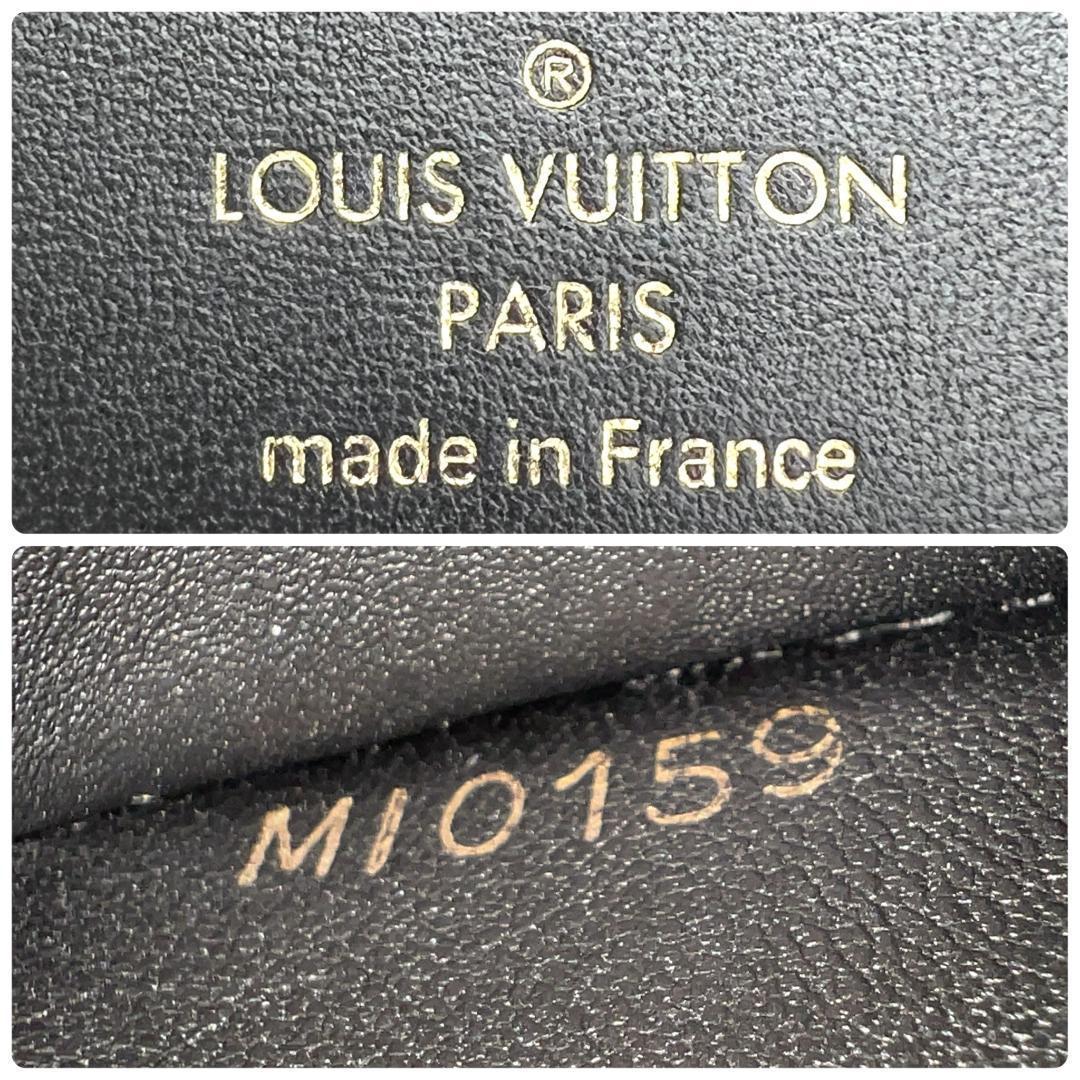 ®
LOUIS VUITTON
PARIS
made in France
MI0159